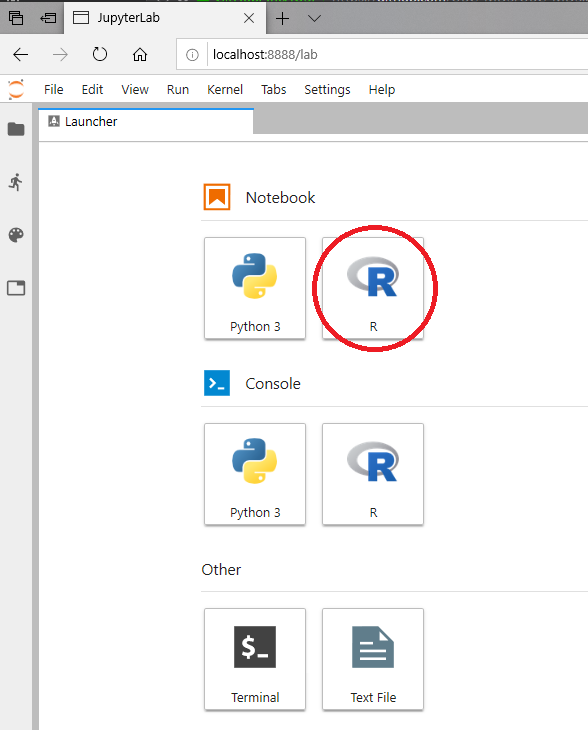 JupyterLab
localhost:8888/lab
File Edit View Run Kernel Tabs Settings Help
Launcher
Notebook
Python 3 R
Console
Python 3 R
Other
$_
Terminal Text File